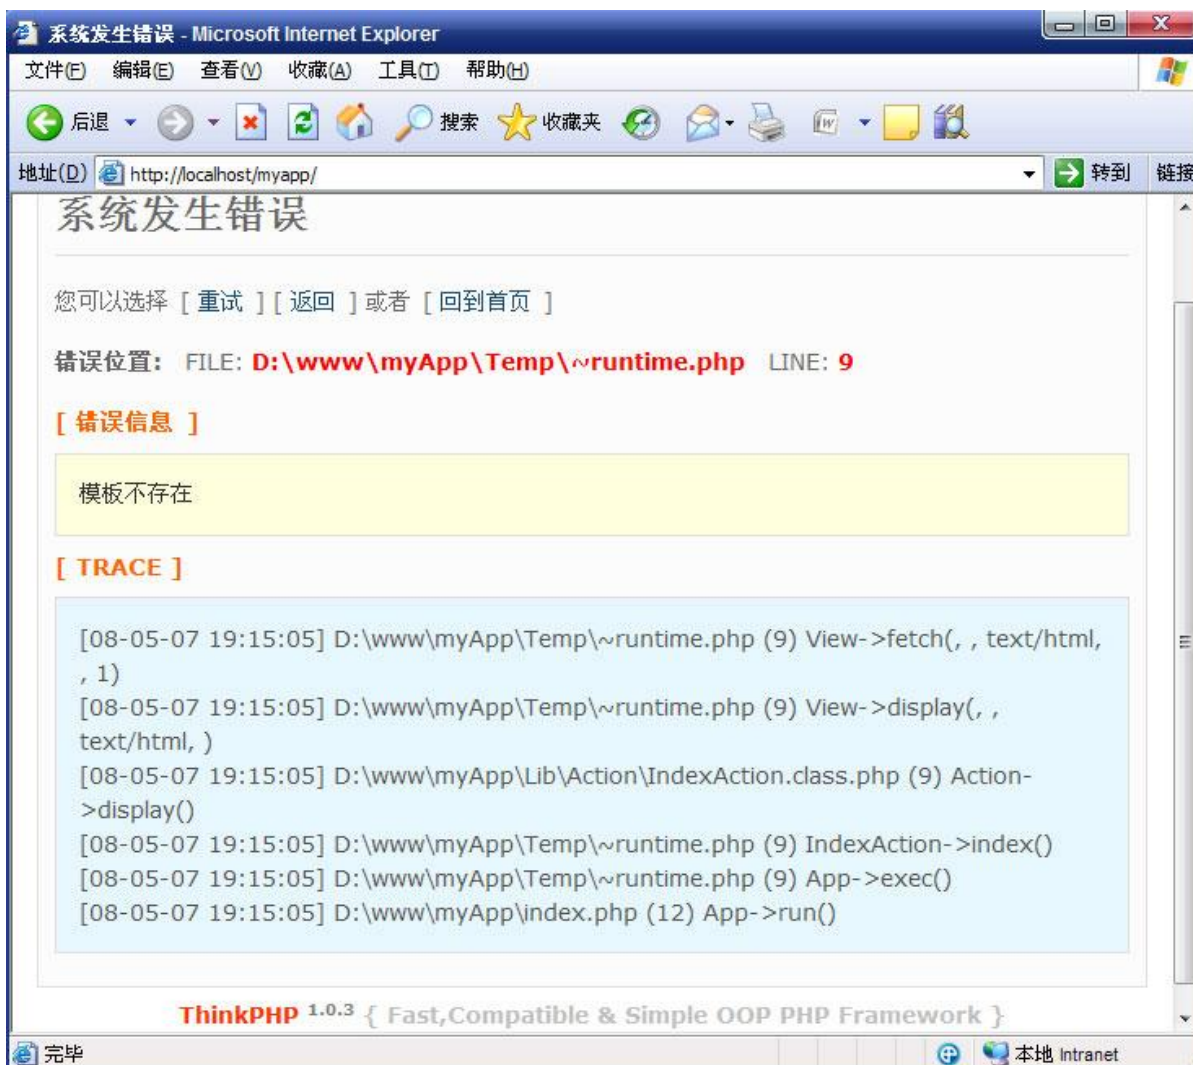 系统发生错误 - Microsoft Internet Explorer
文件(F) 编辑(E) 查看(V) 收藏(A) 工具(T) 帮助(H)
后退 搜索 收藏夹
地址(D) http://localhost/myapp/ 转到 链接
系统发生错误
您可以选择 [ 重试 ] [ 返回 ] 或者 [ 回到首页 ]
错误位置: FILE: D:\www\myApp\Temp\~runtime.php LINE: 9
[ 错误信息 ]
模板不存在
[ TRACE ]
[08-05-07 19:15:05] D:\www\myApp\Temp\~runtime.php (9) View->fetch(, , text/html,
, 1)
[08-05-07 19:15:05] D:\www\myApp\Temp\~runtime.php (9) View->display(, ,
text/html, )
[08-05-07 19:15:05] D:\www\myApp\Lib\Action\IndexAction.class.php (9) Action-
>display()
[08-05-07 19:15:05] D:\www\myApp\Temp\~runtime.php (9) IndexAction->index()
[08-05-07 19:15:05] D:\www\myApp\Temp\~runtime.php (9) App->exec()
[08-05-07 19:15:05] D:\www\myApp\index.php (12) App->run()
ThinkPHP 1.0.3 { Fast,Compatible & Simple OOP PHP Framework }
完毕 本地 Intranet